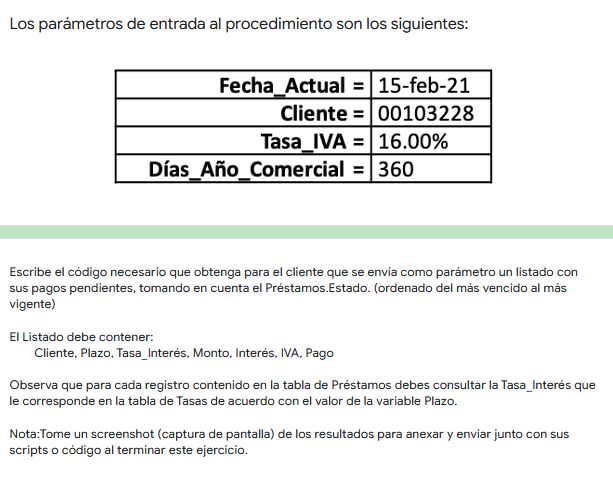 Los parámetros de entrada al procedimiento son los siguientes:
Fecha_Actual = 15-feb-21
Cliente = 00103228
Tasa_IVA = 16.00%
Días_Año_Comercial = 360
Escribe el código necesario que obtenga para el cliente que se envía como parámetro un listado con
sus pagos pendientes, tomando en cuenta el Préstamos.Estado. (ordenado del más vencido al más
vigente)
El Listado debe contener:
Cliente, Plazo, Tasa_Interés, Monto, Interés, IVA, Pago
Observa que para cada registro contenido en la tabla de Préstamos debes consultar la Tasa_Interés que
le corresponde en la tabla de Tasas de acuerdo con el valor de la variable Plazo.
Nota:Tome un screenshot (captura de pantalla) de los resultados para anexar y enviar junto con sus
scripts o código al terminar este ejercicio.